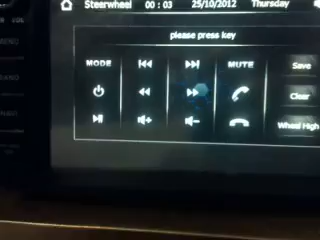 Steerwheel 00 : 03 25/10/2012 Thursday
please press key
MODE MUTE Save
Clear
Wheel High